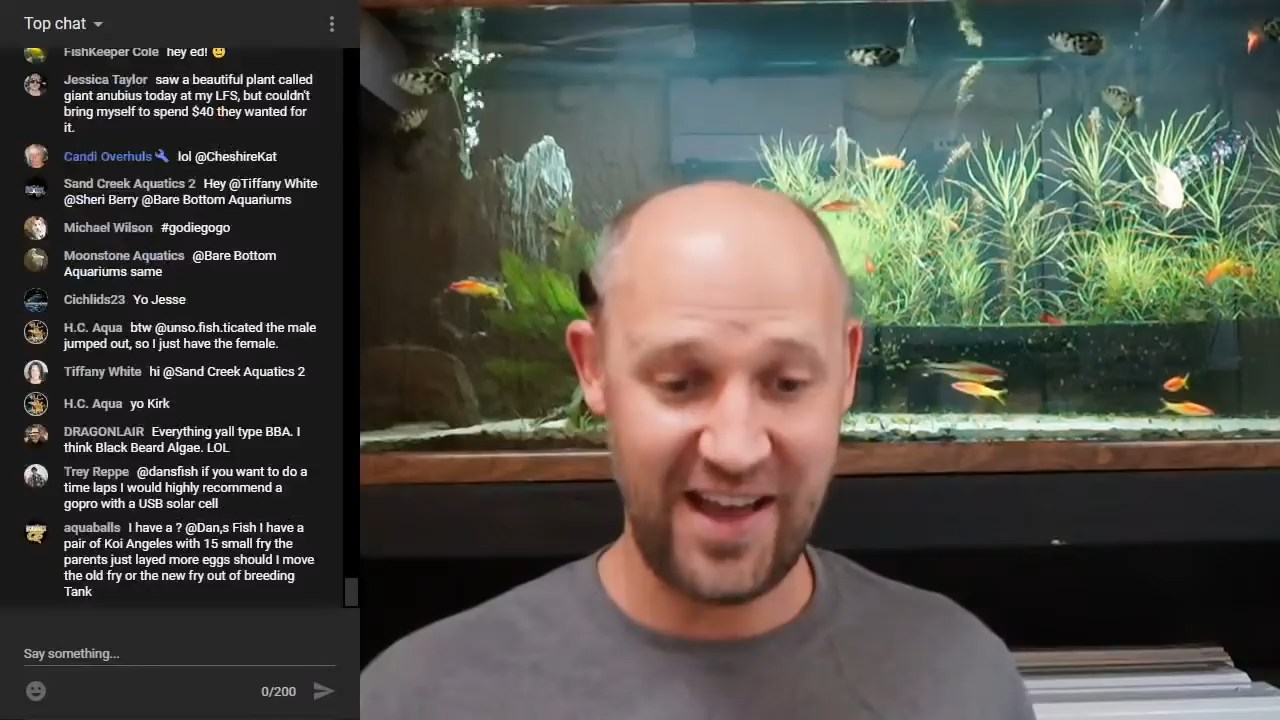 Top chat
FishKeeper Cole hey ed!
Jessica Taylor saw a beautiful plant called
giant anubius today at my LFS, but couldn't
bring myself to spend $40 they wanted for
it.
Candi Overhuls lol @CheshireKat
Sand Creek Aquatics 2 Hey @Tiffany White
@Sheri Berry @Bare Bottom Aquariums
Michael Wilson #godiegogo
Moonstone Aquatics @Bare Bottom
Aquariums same
Cichlids23 Yo Jesse
H.C. Aqua btw @unso.fish.ticated the male
jumped out, so I just have the female.
Tiffany White hi @Sand Creek Aquatics 2
H.C. Aqua yo Kirk
DRAGONLAIR Everything yall type BBA. I
think Black Beard Algae. LOL
Trey Reppe @dansfish if you want to do a
time laps I would highly recommend a
gopro with a USB solar cell
aquaballs I have a ? @Dan,s Fish I have a
pair of Koi Angeles with 15 small fry the
parents just layed more eggs should I move
the old fry or the new fry out of breeding
Tank
Say something...
0/200